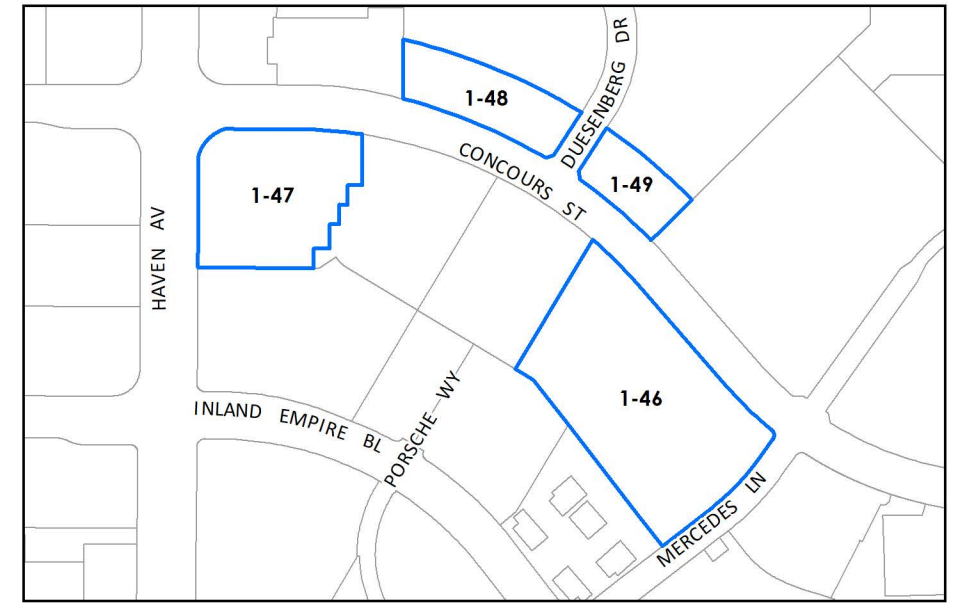 DUESENBERG DR
1-48
CONCOURS ST
1-49
1-47
HAVEN AV
1-46
INLAND EMPIRE BL
PORSCHE WY
MERCEDES LN